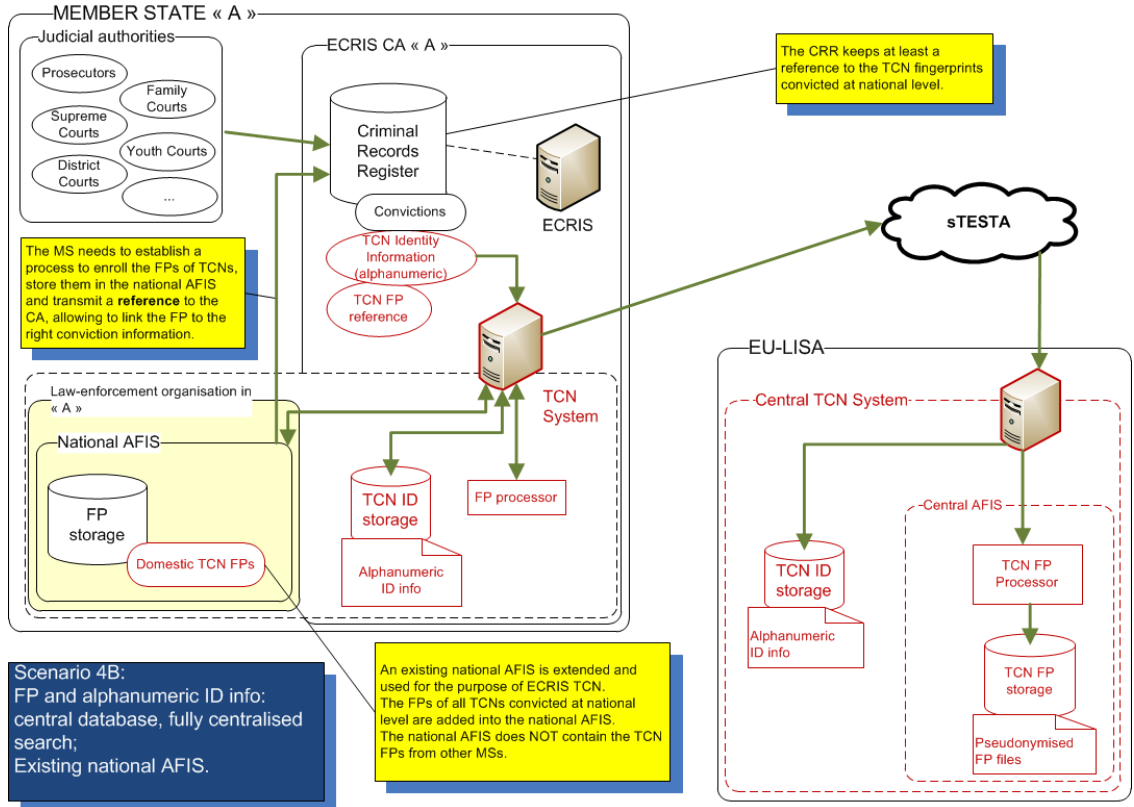 MEMBER STATE « A »
Judicial authorities
Prosecutors
Family
Courts
Supreme
Courts
Youth Courts
District
Courts
...
ECRIS CA « A »
Criminal
Records
Register
Convictions
TCN Identity
Information
(alphanumeric)
TCN FP
reference
ECRIS
The CRR keeps at least a
reference to the TCN fingerprints
convicted at national level.
The MS needs to establish a
process to enroll the FPs of TCNs,
store them in the national AFIS
and transmit a reference to the
CA, allowing to link the FP to the
right conviction information.
sTESTA
Law-enforcement organisation in
« A »
National AFIS
FP
storage
Domestic TCN FPs
TCN
System
TCN ID
storage
Alphanumeric
ID info
FP processor
EU-LISA
Central TCN System
TCN ID
storage
Alphanumeric
ID info
Central AFIS
TCN FP
Processor
TCN FP
storage
Pseudonymised
FP files
Scenario 4B:
FP and alphanumeric ID info:
central database, fully centralised
search;
Existing national AFIS.
An existing national AFIS is extended and
used for the purpose of ECRIS TCN.
The FPs of all TCNs convicted at national
level are added into the national AFIS.
The national AFIS does NOT contain the TCN
FPs from other MSs.